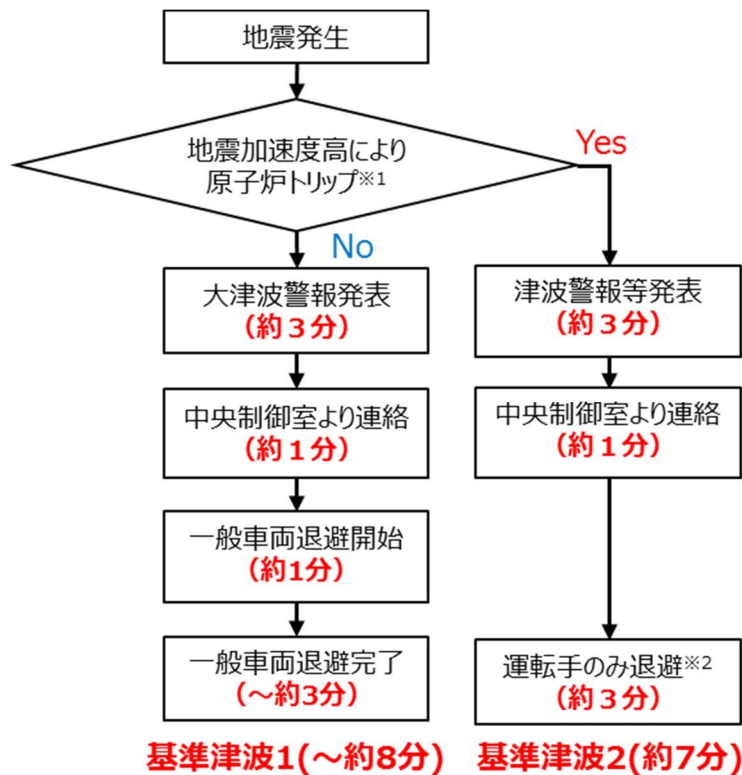 地震発生
地震加速度高により
原子炉トリップ※1
Yes
No
大津波警報発表
（約３分）
中央制御室より連絡
（約１分）
一般車両退避開始
（約1分）
一般車両退避完了
（～約3分）
基準津波1(～約8分)
津波警報等発表
（約３分）
中央制御室より連絡
（約１分）
運転手のみ退避※2
（約３分）
基準津波2(約7分)